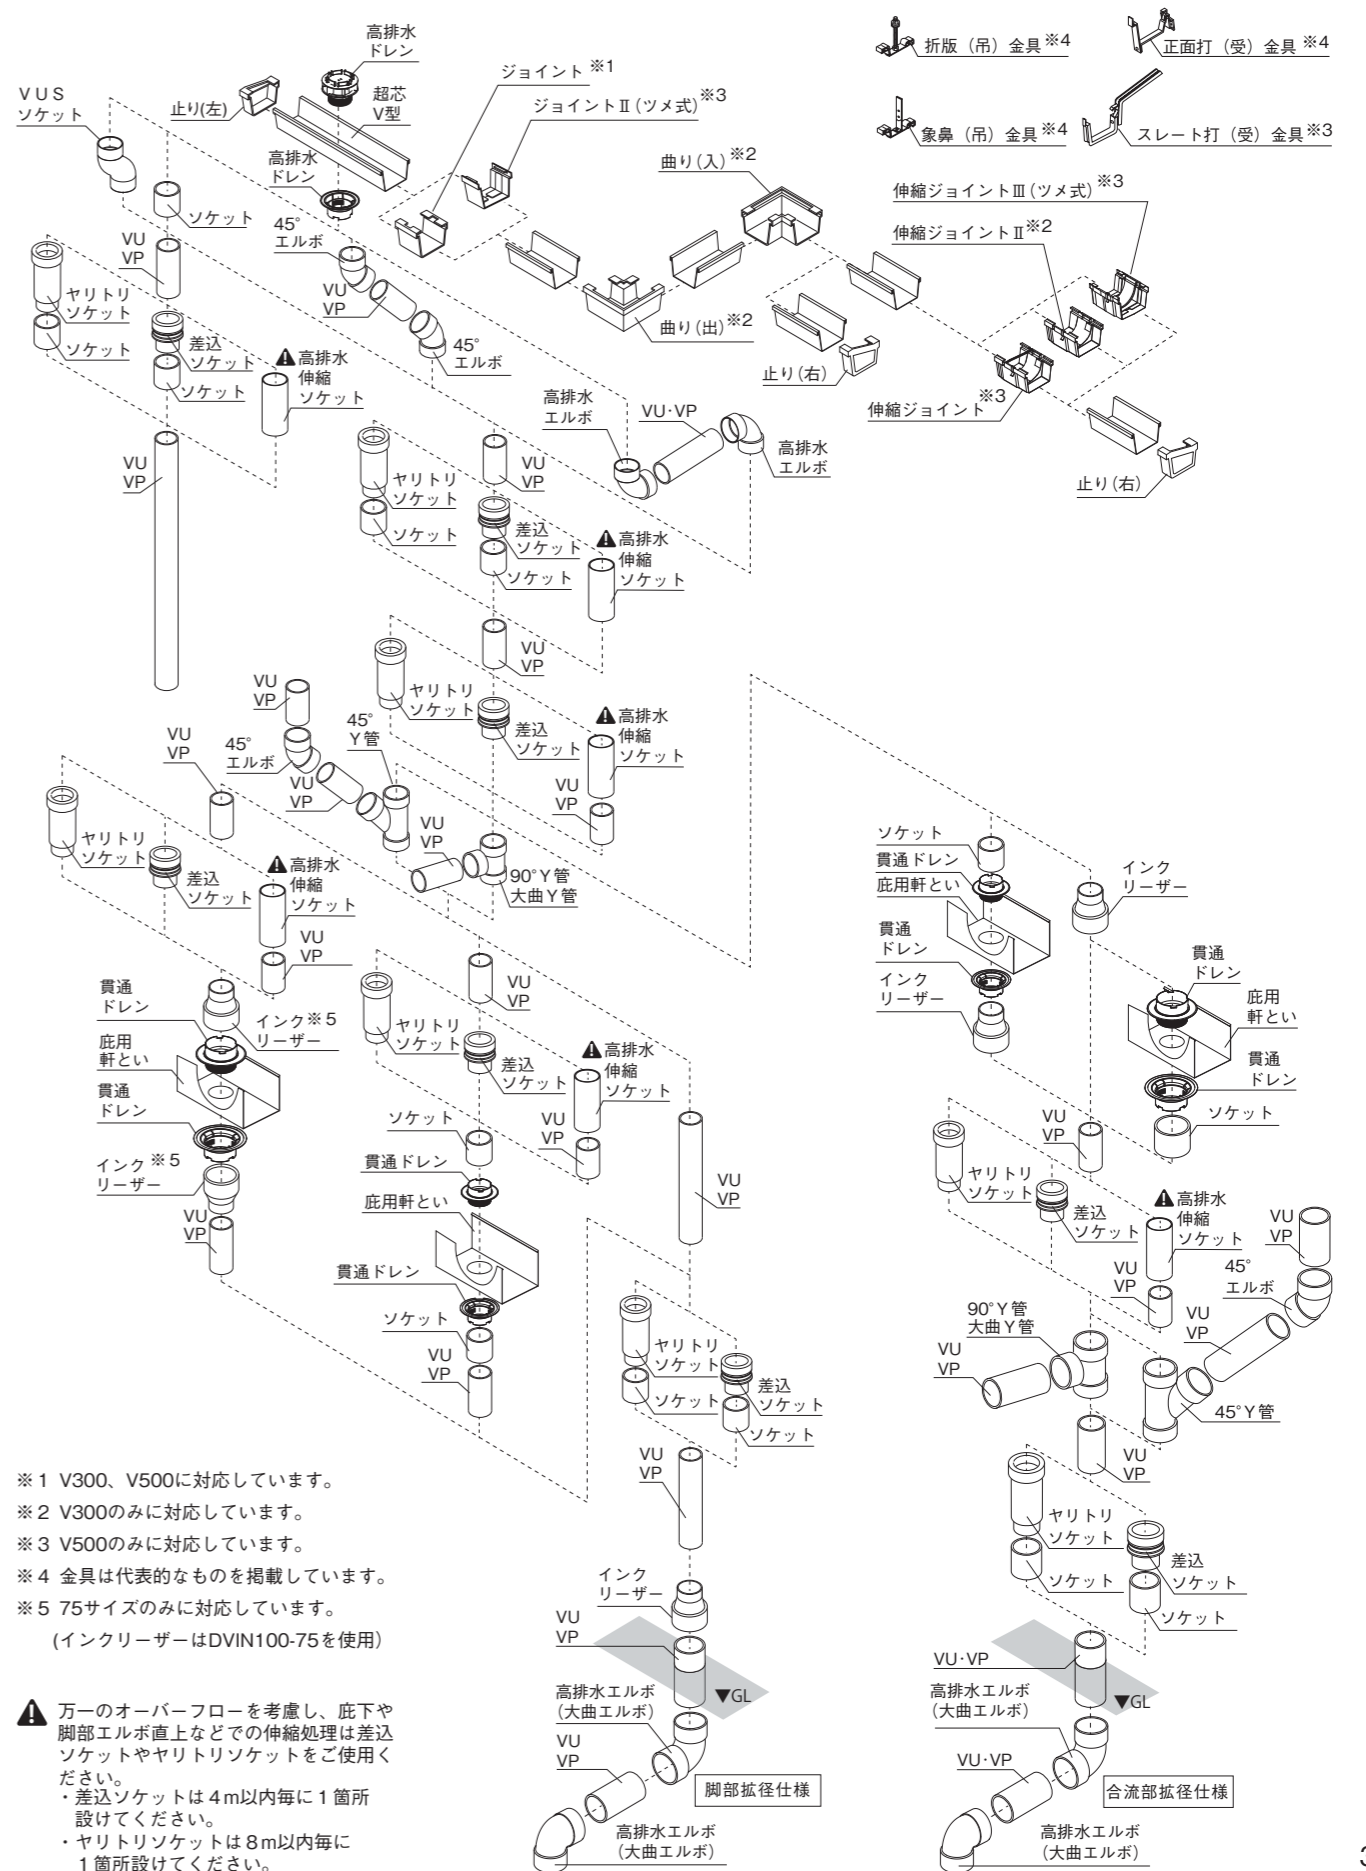 高排水
ドレン
止り(左)
超芯
V型
高排水
ドレン
ジョイント※1
ジョイントⅡ(ツメ式)※3
曲り(入)※2
曲り(出)※2
止り(右)
伸縮ジョイントⅢ(ツメ式)※3
伸縮ジョイントⅡ※2
伸縮ジョイント※3
止り(右)
折版（吊）金具※4
正面打（受）金具※4
象鼻（吊）金具※4
スレート打（受）金具※3
VUS
ソケット
ソケット
VU
VP
ヤリトリ
ソケット
ソケット
差込
ソケット
ソケット
高排水
伸縮
ソケット
VU
VP
45°
エルボ
VU
VP
45°
エルボ
高排水
エルボ
VU・VP
高排水
エルボ
VU
VP
ヤリトリ
ソケット
ソケット
差込
ソケット
ソケット
高排水
伸縮
ソケット
VU
VP
ヤリトリ
ソケット
差込
ソケット
高排水
伸縮
ソケット
VU
VP
VU
VP
45°
エルボ
VU
VP
45°
Y管
VU
VP
90°Y管
大曲Y管
VU
VP
ヤリトリ
ソケット
差込
ソケット
高排水
伸縮
ソケット
VU
VP
貫通
ドレン
インク※5
リーザー
庇用
軒とい
貫通
ドレン
インク※5
リーザー
VU
VP
VU
VP
ヤリトリ
ソケット
差込
ソケット
高排水
伸縮
ソケット
VU
VP
ソケット
貫通ドレン
庇用軒とい
貫通ドレン
ソケット
VU
VP
VU
VP
ヤリトリ
ソケット
ソケット
差込
ソケット
ソケット
VU
VP
インク
リーザー
VU
VP
▼GL
高排水エルボ
(大曲エルボ)
VU
VP
脚部拡径仕様
高排水エルボ
(大曲エルボ)
ソケット
貫通ドレン
庇用軒とい
貫通
ドレン
インク
リーザー
インク
リーザー
貫通
ドレン
庇用
軒とい
貫通
ドレン
ソケット
VU
VP
ヤリトリ
ソケット
差込
ソケット
高排水
伸縮
ソケット
VU
VP
VU
VP
45°
エルボ
VU
VP
90°Y管
大曲Y管
VU
VP
45°Y管
VU
VP
ヤリトリ
ソケット
ソケット
差込
ソケット
ソケット
VU・VP
▼GL
高排水エルボ
(大曲エルボ)
VU・VP
合流部拡径仕様
高排水エルボ
(大曲エルボ)
※1 V300、V500に対応しています。
※2 V300のみに対応しています。
※3 V500のみに対応しています。
※4 金具は代表的なものを掲載しています。
※5 75サイズのみに対応しています。
(インクリーザーはDVIN100-75を使用)
万一のオーバーフローを考慮し、庇下や
脚部エルボ直上などでの伸縮処理は差込
ソケットやヤリトリソケットをご使用く
ださい。
・差込ソケットは4m以内毎に1箇所
設けてください。
・ヤリトリソケットは8m以内毎に
1箇所設けてください。